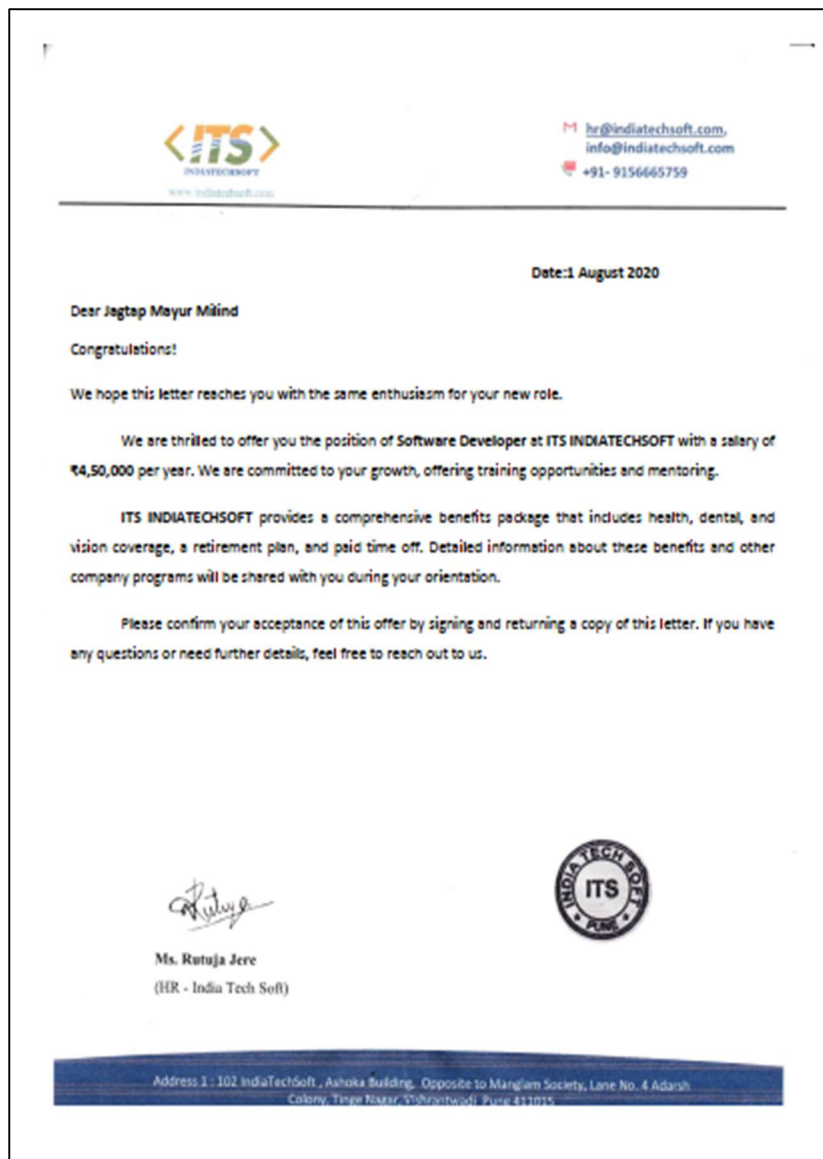 <ITS>
INDIATECHSOFT
www.indiatechsoft.com
hr@indiatechsoft.com,
info@indiatechsoft.com
+91- 9156665759
Date:1 August 2020
Dear Jagtap Mayur Milind
Congratulations!
We hope this letter reaches you with the same enthusiasm for your new role.
We are thrilled to offer you the position of Software Developer at ITS INDIATECHSOFT with a salary of
₹4,50,000 per year. We are committed to your growth, offering training opportunities and mentoring.
ITS INDIATECHSOFT provides a comprehensive benefits package that includes health, dental, and
vision coverage, a retirement plan, and paid time off. Detailed information about these benefits and other
company programs will be shared with you during your orientation.
Please confirm your acceptance of this offer by signing and returning a copy of this letter. If you have
any questions or need further details, feel free to reach out to us.
Rutuja
INDIA TECH SOFT
ITS
PUNE
Ms. Rutuja Jere
(HR - India Tech Soft)
Address 1 : 102 IndiaTechSoft , Ashoka Building, Opposite to Manglam Society, Lane No. 4 Adarsh
Colony, Tinge Nagar, Vishrantwadi Pune 411015